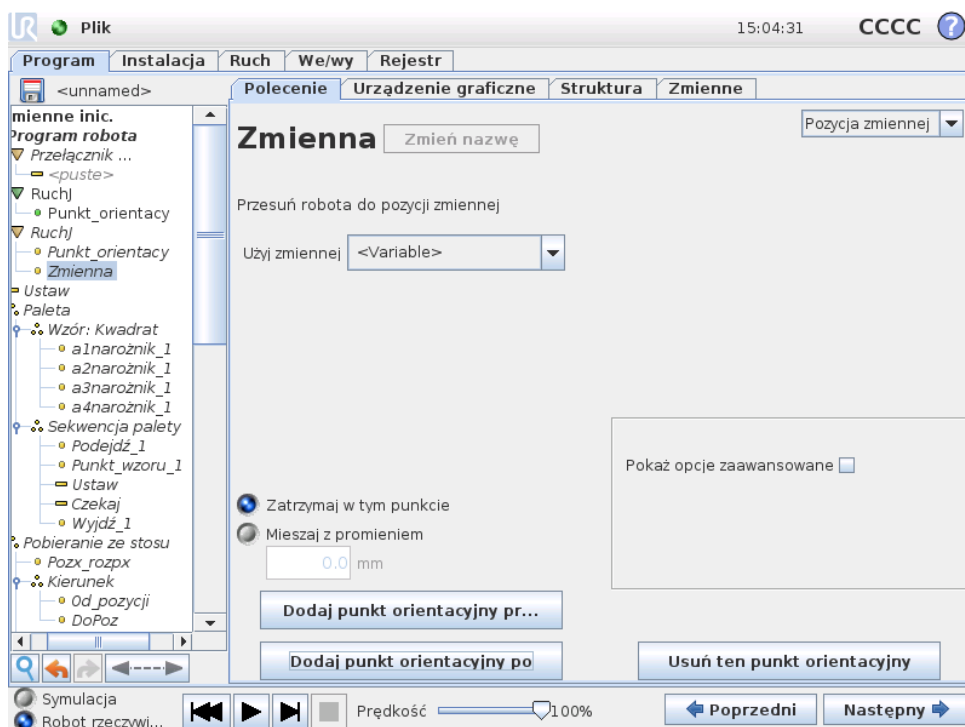 UR Plik 15:04:31 CCCC ?
Program Instalacja Ruch We/wy Rejestr
<unnamed>
Polecenie Urządzenie graficzne Struktura Zmienne
mienne inic.
Program robota
Przełącznik ...
<puste>
RuchJ
Punkt_orientacy
RuchJ
Punkt_orientacy
Zmienna
Ustaw
Paleta
Wzór: Kwadrat
a1narożnik_1
a2narożnik_1
a3narożnik_1
a4narożnik_1
Sekwencja palety
Podejdź_1
Punkt_wzoru_1
Ustaw
Czekaj
Wyjdź_1
Pobieranie ze stosu
Pozx_rozpx
Kierunek
Od_pozycji
DoPoz
Zmienna Zmień nazwę
Pozycja zmiennej
Przesuń robota do pozycji zmiennej
Użyj zmiennej <Variable>
Pokaż opcje zaawansowane
Zatrzymaj w tym punkcie
Mieszaj z promieniem
0.0 mm
Dodaj punkt orientacyjny pr...
Dodaj punkt orientacyjny po
Usuń ten punkt orientacyjny
Symulacja
Robot rzeczywi...
Prędkość 100%
Poprzedni
Następny